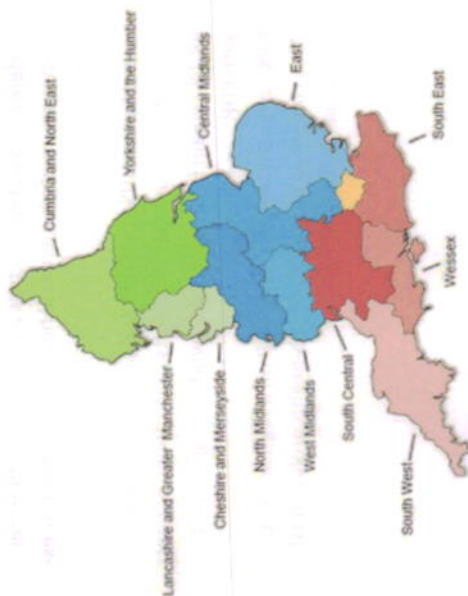 Cumbria and North East
Yorkshire and the Humber
Lancashire and Greater Manchester
Cheshire and Merseyside
Central Midlands
North Midlands
East
West Midlands
South Central
South West
Wessex
South East